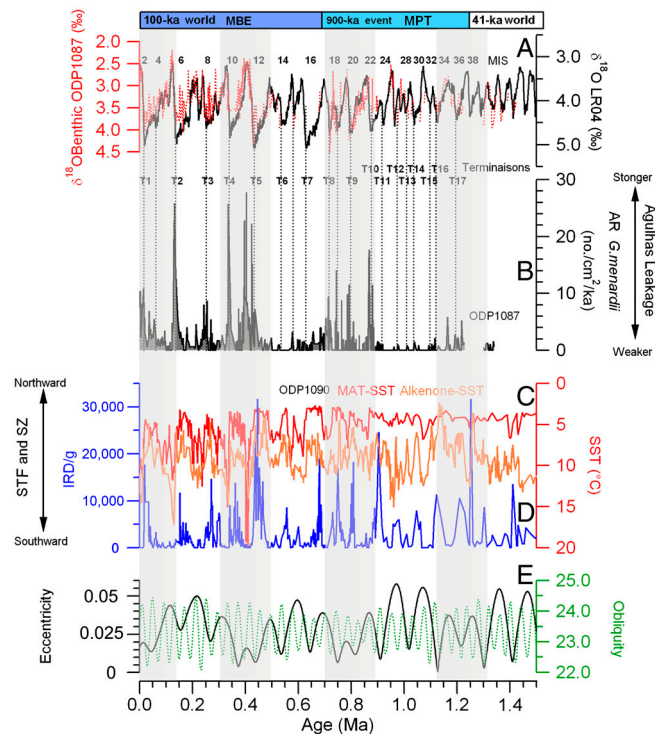 100-ka world MBE 900-ka event MPT 41-ka world
A
2.0
2.5
3.0
3.5
4.0
4.5
δ18OBenthic ODP1087 (‰)
2 4 6 8 10 12 14 16 18 20 22 24 28 30 32 34 36 38 MIS
3.0
4.0
5.0
δ18O LR04 (‰)
Terminaisons
T1 T2 T3 T4 T5 T6 T7 T8 T9 T10 T11 T12 T13 T14 T15 T16 T17
B
30
20
10
0
AR G.menardii
(no./cm²/ka)
ODP1087
Stonger
Agulhas Leakage
Weaker
Northward
STF and SZ
Southward
ODP1090 MAT-SST Alkenone-SST
C
0
5
10
15
20
SST (°C)
D
30,000
20,000
10,000
0
IRD/g
E
0.05
0.025
0
Eccentricity
25.0
24.0
23.0
22.0
Obliquity
0.0 0.2 0.4 0.6 0.8 1.0 1.2 1.4
Age (Ma)